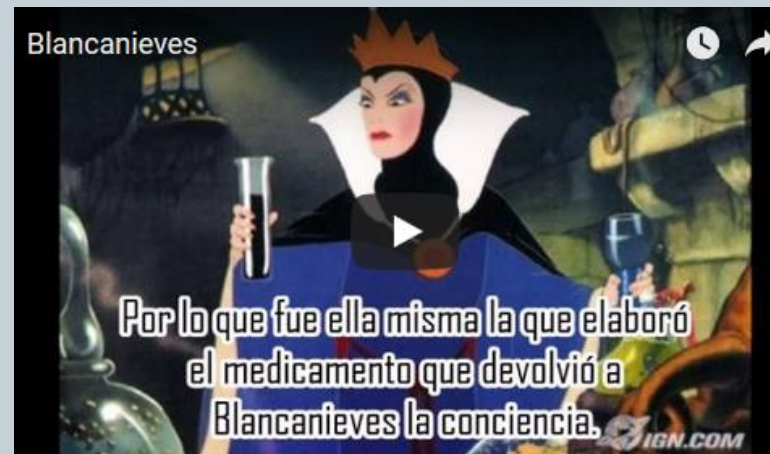 Blancanieves
Por lo que fue ella misma la que elaboró
el medicamento que devolvió a
Blancanieves la conciencia.
IGN.COM